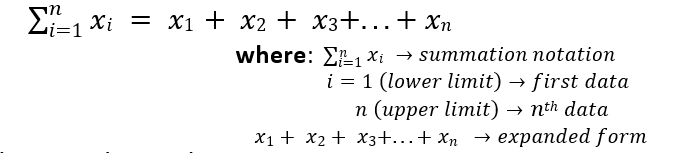 ∑ⁿᵢ₌₁ xᵢ = x₁ + x₂ + x₃+...+ xₙ
where: ∑ⁿᵢ₌₁ xᵢ → summation notation
i = 1 (lower limit) → first data
n (upper limit) → nᵗʰ data
x₁ + x₂ + x₃+...+ xₙ → expanded form